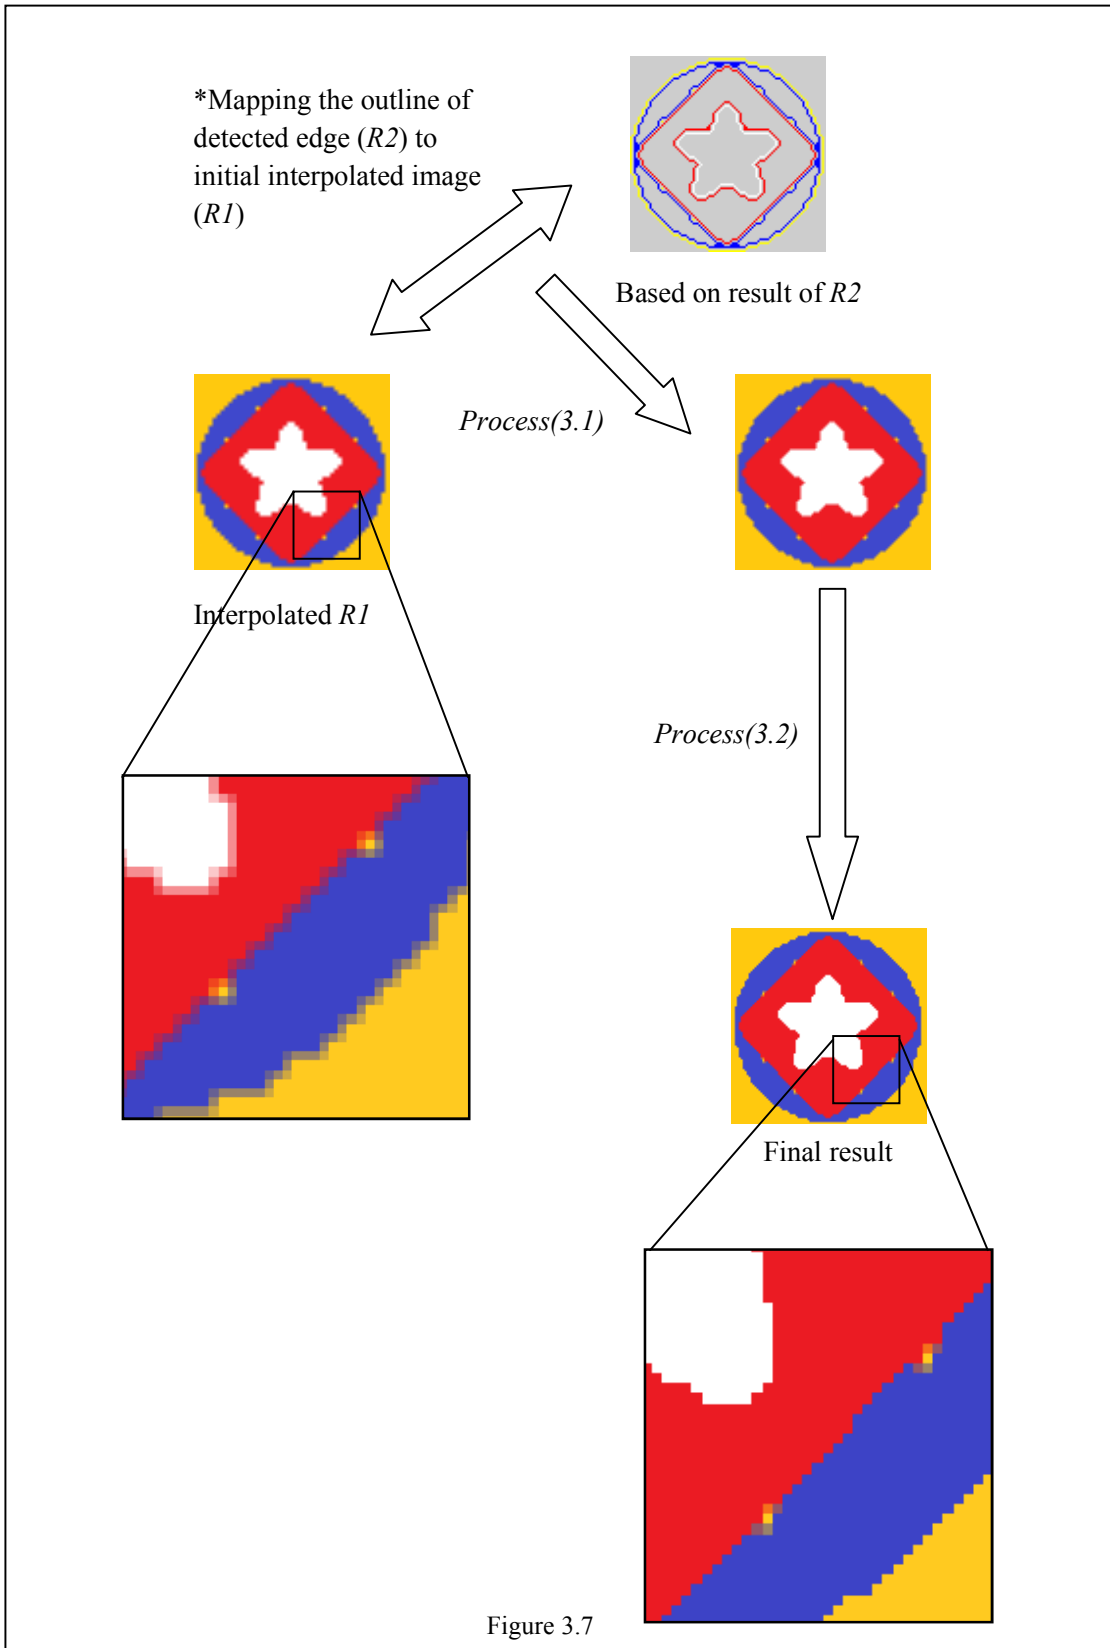 *Mapping the outline of
detected edge (R2) to
initial interpolated image
(R1)
Based on result of R2
Process(3.1)
Interpolated R1
Process(3.2)
Final result
Figure 3.7